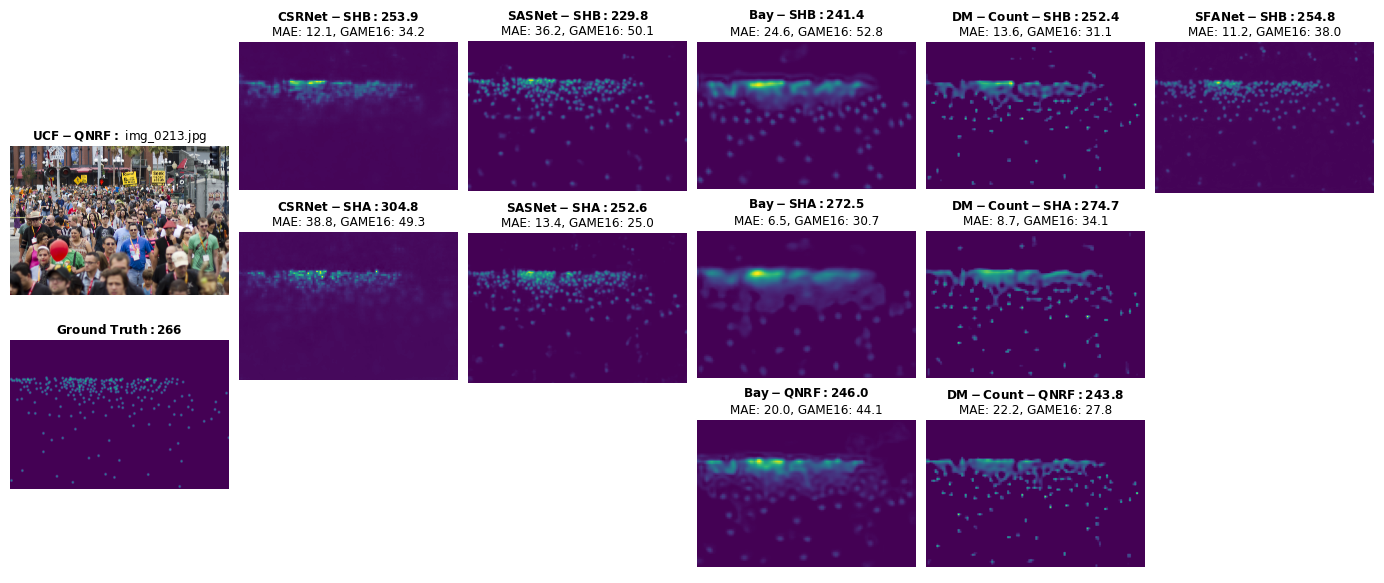 CSRNet − SHB : 253.9
MAE: 12.1, GAME16: 34.2
SASNet − SHB : 229.8
MAE: 36.2, GAME16: 50.1
Bay − SHB : 241.4
MAE: 24.6, GAME16: 52.8
DM − Count − SHB : 252.4
MAE: 13.6, GAME16: 31.1
SFANet − SHB : 254.8
MAE: 11.2, GAME16: 38.0
UCF − QNRF : img_0213.jpg
CSRNet − SHA : 304.8
MAE: 38.8, GAME16: 49.3
SASNet − SHA : 252.6
MAE: 13.4, GAME16: 25.0
Bay − SHA : 272.5
MAE: 6.5, GAME16: 30.7
DM − Count − SHA : 274.7
MAE: 8.7, GAME16: 34.1
Ground Truth : 266
Bay − QNRF : 246.0
MAE: 20.0, GAME16: 44.1
DM − Count − QNRF : 243.8
MAE: 22.2, GAME16: 27.8